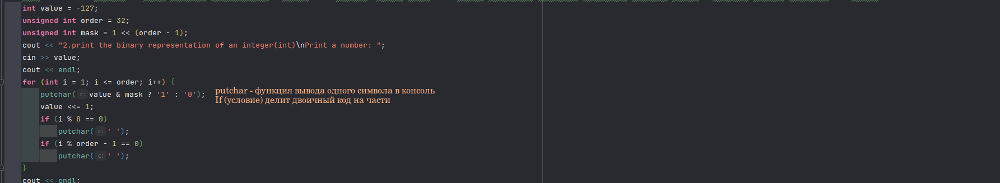 int value = -127;
unsigned int order = 32;
unsigned int mask = 1 << (order - 1);
cout << "2.print the binary representation of an integer(int)\nPrint a number: ";
cin >> value;
cout << endl;
for (int i = 1; i <= order; i++) {
putchar( c: value & mask ? '1' : '0'); putchar - функция вывода одного символа в консоль
If (условие) делит двоичный код на части
value <<= 1;
if (i % 8 == 0)
putchar( c: ' ');
if (i % order - 1 == 0)
putchar( c: ' ');
}
cout << endl;